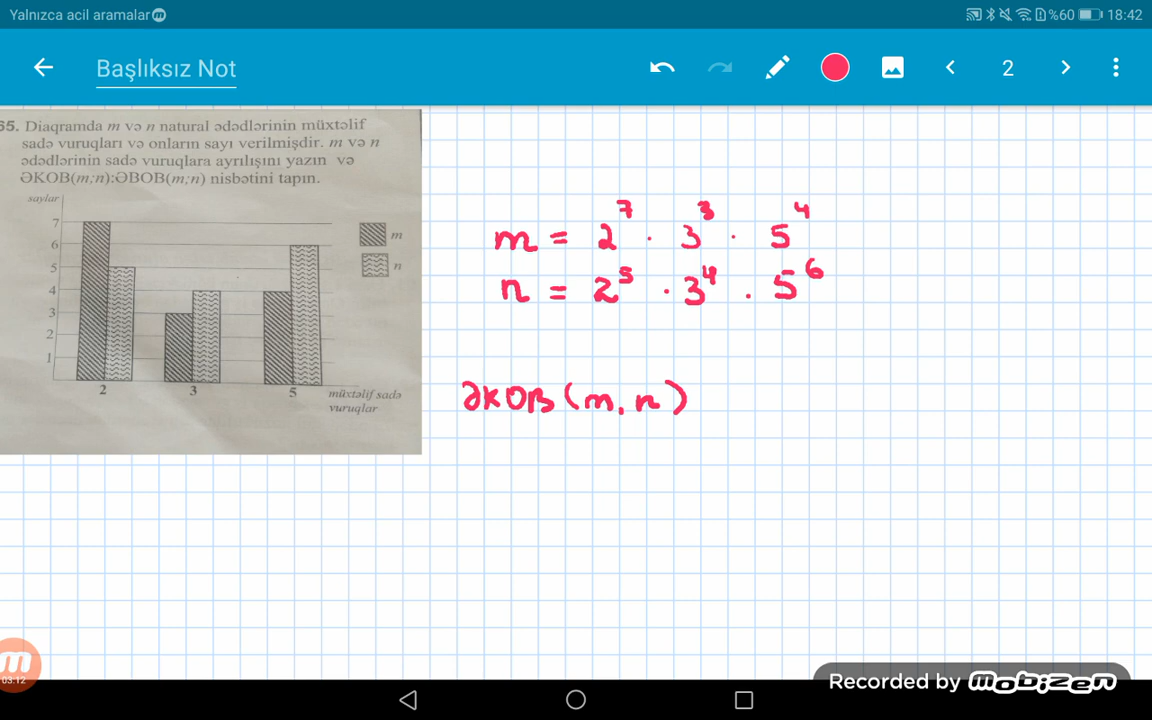 Yalnızca acil aramalar
%60 18:42
Başlıksız Not
2
65. Diaqramda m və n natural ədədlərinin müxtəlif
sadə vuruqları və onların sayı verilmişdir. m və n
ədədlərinin sadə vuruqlara ayrılışını yazın və
ƏKOB(m;n):ƏBOB(m;n) nisbətini tapın.
saylar
7
6
5
4
3
2
1
m
n
2 3 5 müxtəlif sadə
vuruqlar
m = 2⁷ · 3³ · 5⁴
n = 2⁵ · 3⁴ · 5⁶
ƏKOB(m, n)
03:12
Recorded by mobizen